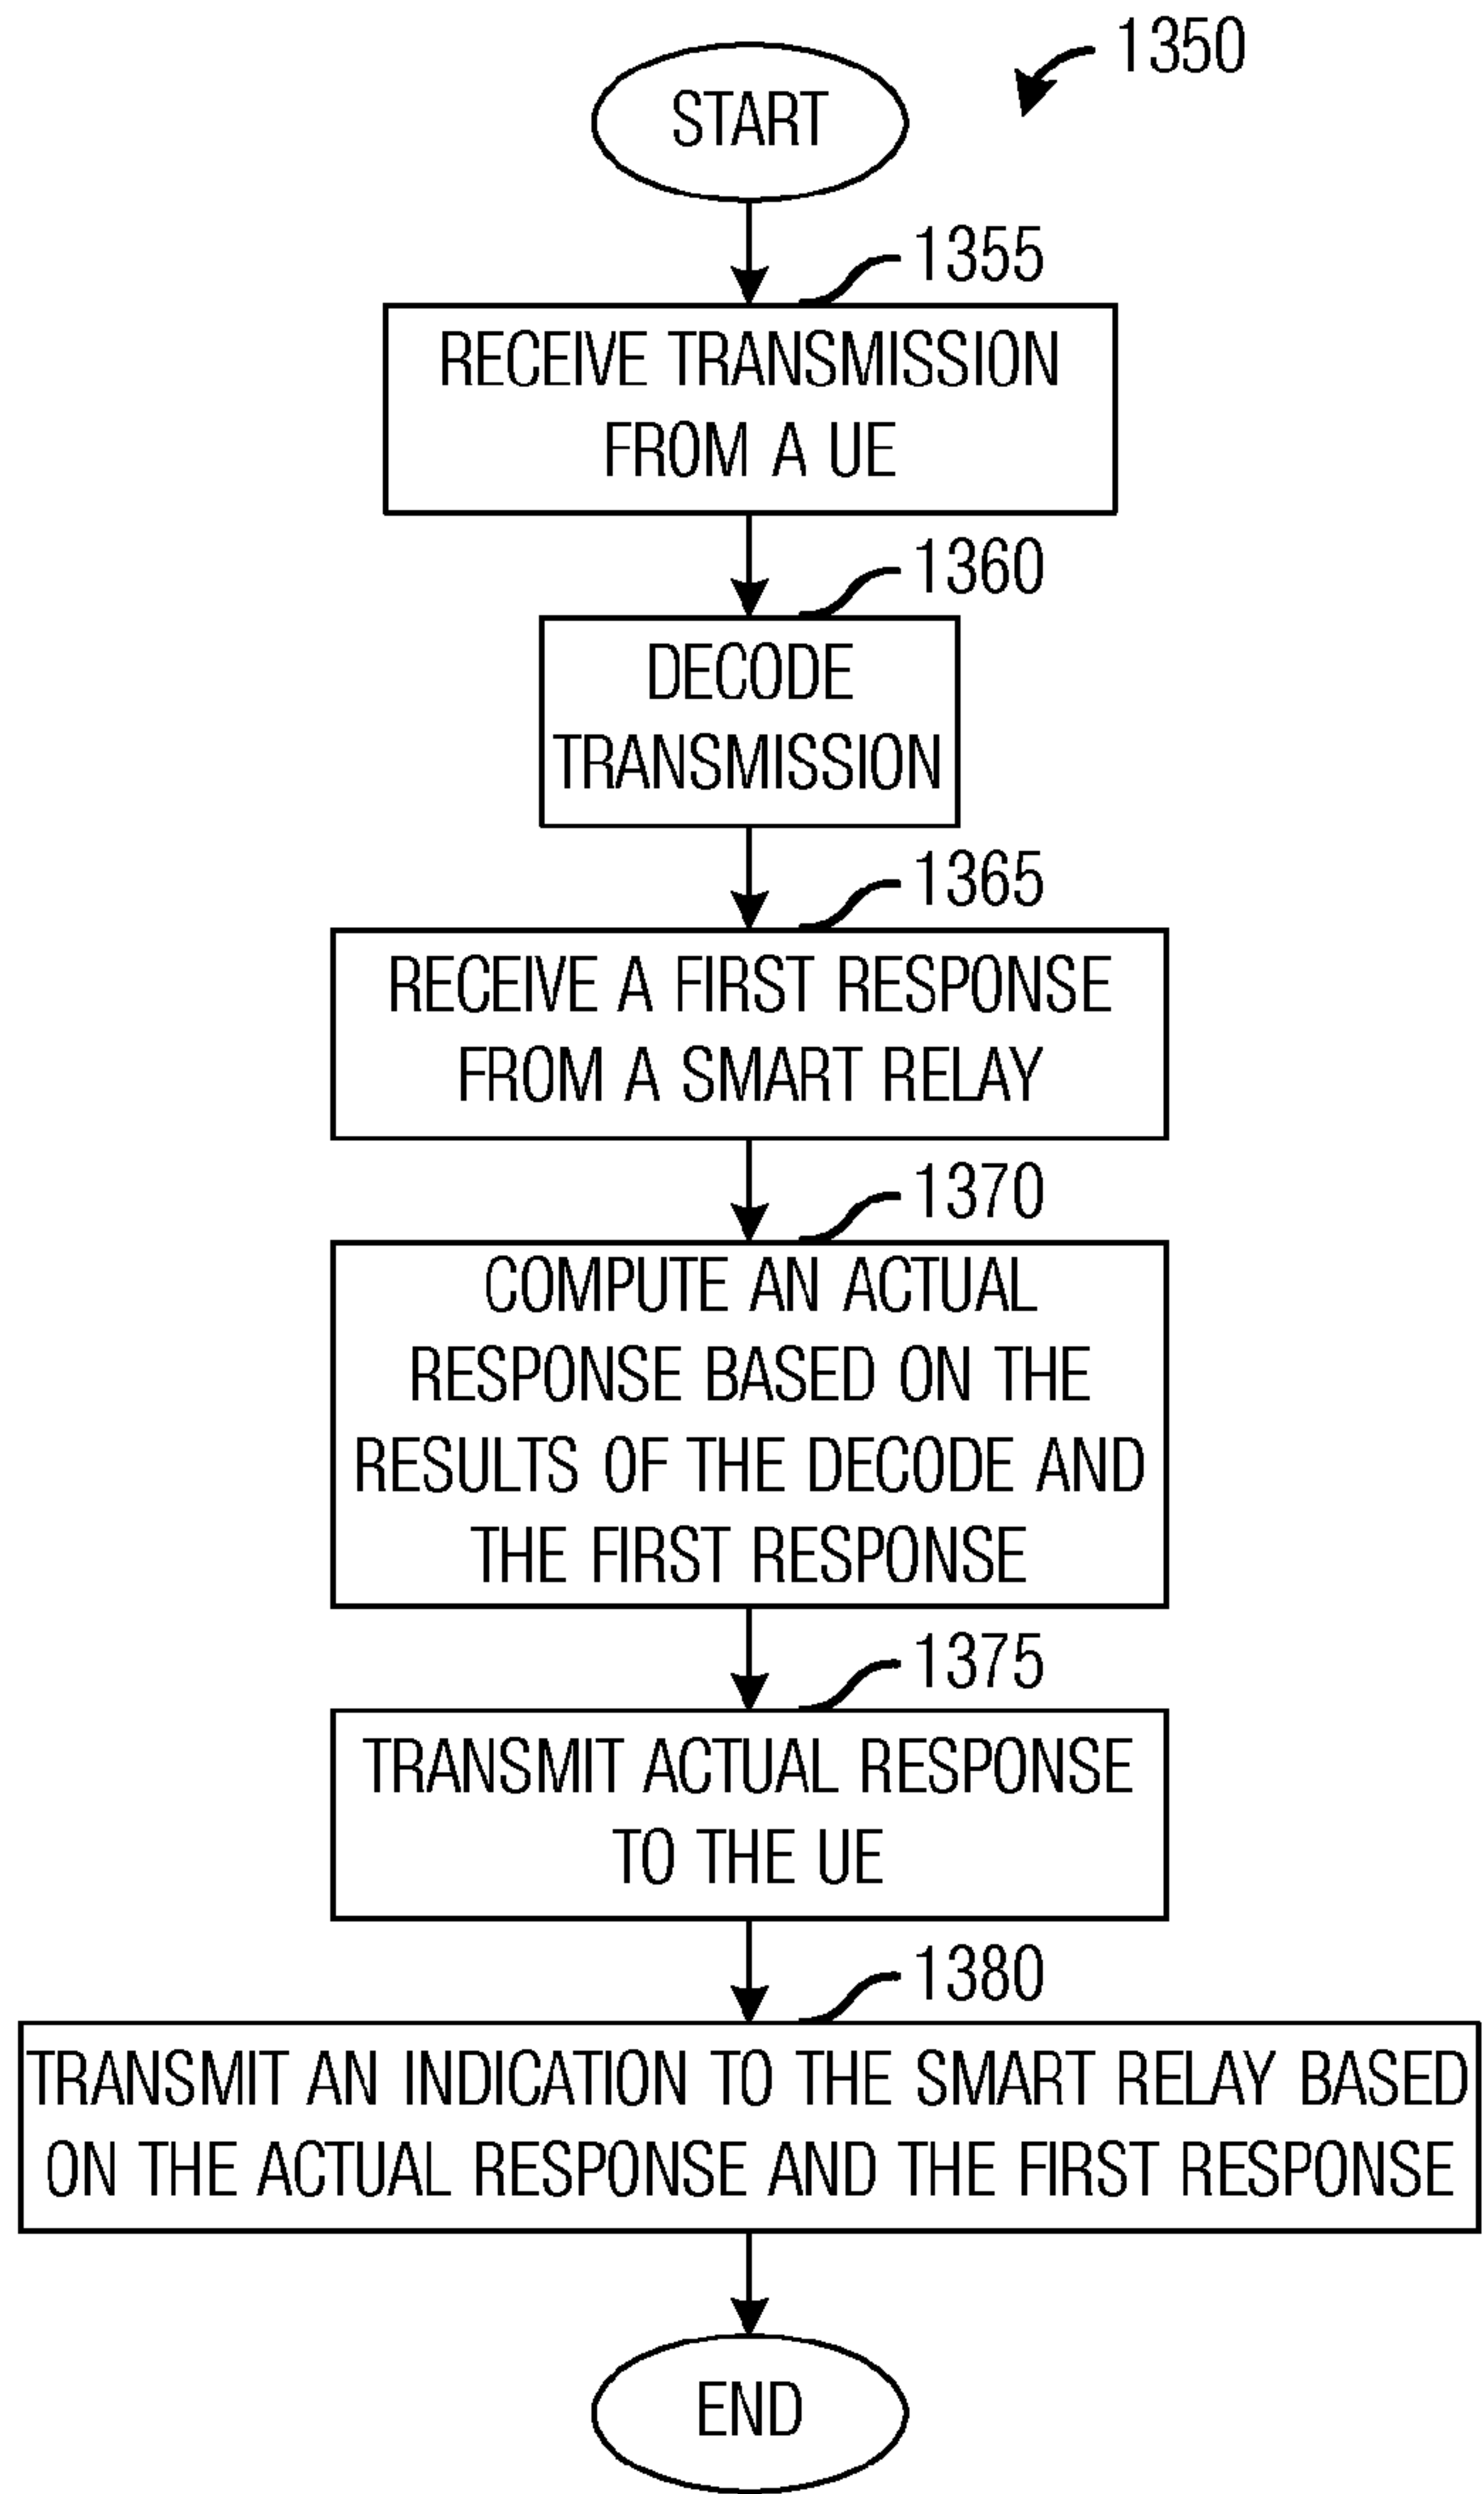 1350
START
1355
RECEIVE TRANSMISSION
FROM A UE
1360
DECODE
TRANSMISSION
1365
RECEIVE A FIRST RESPONSE
FROM A SMART RELAY
1370
COMPUTE AN ACTUAL
RESPONSE BASED ON THE
RESULTS OF THE DECODE AND
THE FIRST RESPONSE
1375
TRANSMIT ACTUAL RESPONSE
TO THE UE
1380
TRANSMIT AN INDICATION TO THE SMART RELAY BASED
ON THE ACTUAL RESPONSE AND THE FIRST RESPONSE
END